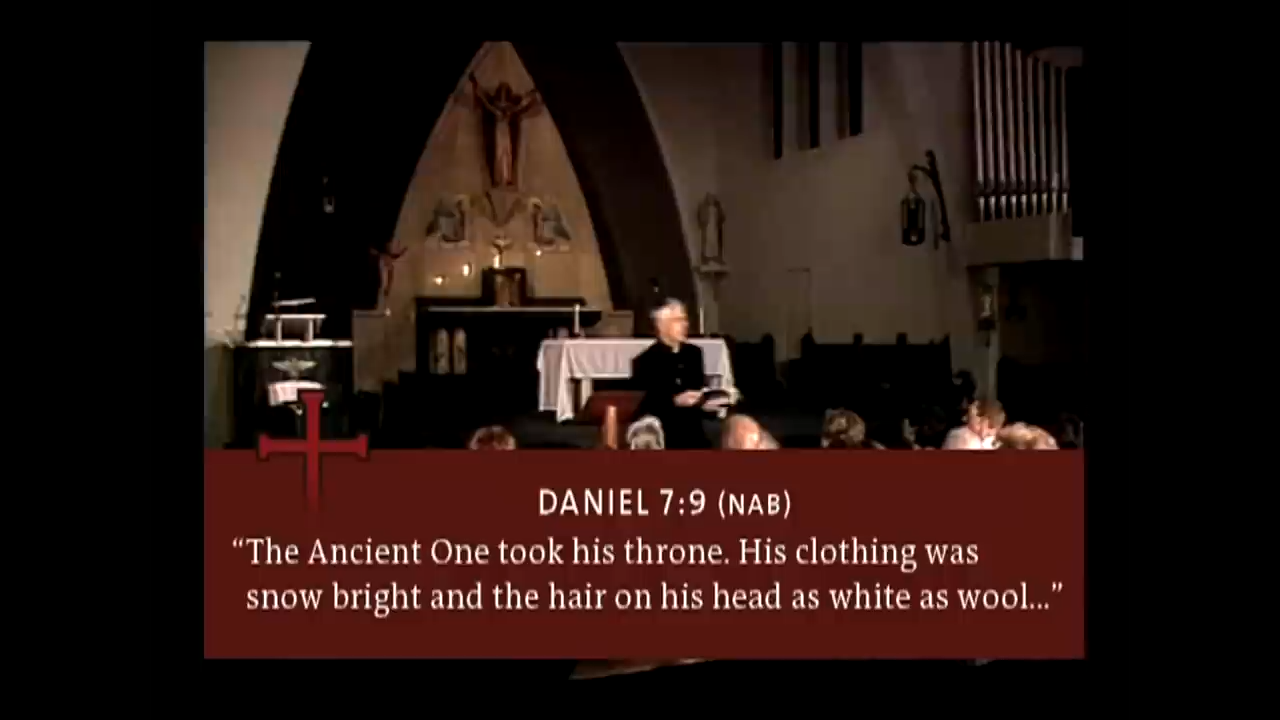 DANIEL 7:9 (NAB)
“The Ancient One took his throne. His clothing was
snow bright and the hair on his head as white as wool...”